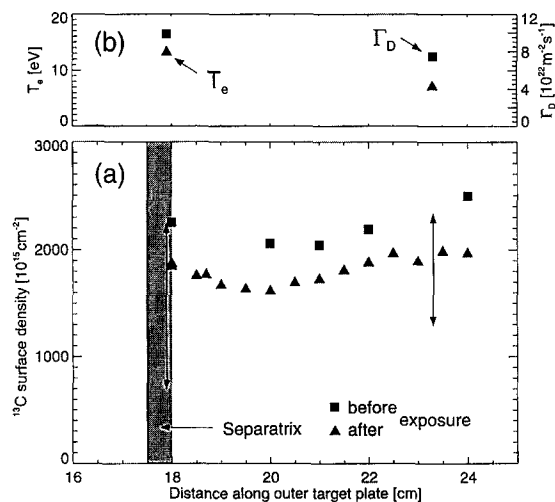 (b)
20
10
0
T_e [eV]
T_e
Γ_D
12
8
4
0
Γ_D [10^22 m^-2 s^-1]
(a)
3000
2000
1000
0
^13C surface density [10^15 cm^-2]
before
after
exposure
Separatrix
16 18 20 22 24
Distance along outer target plate [cm]